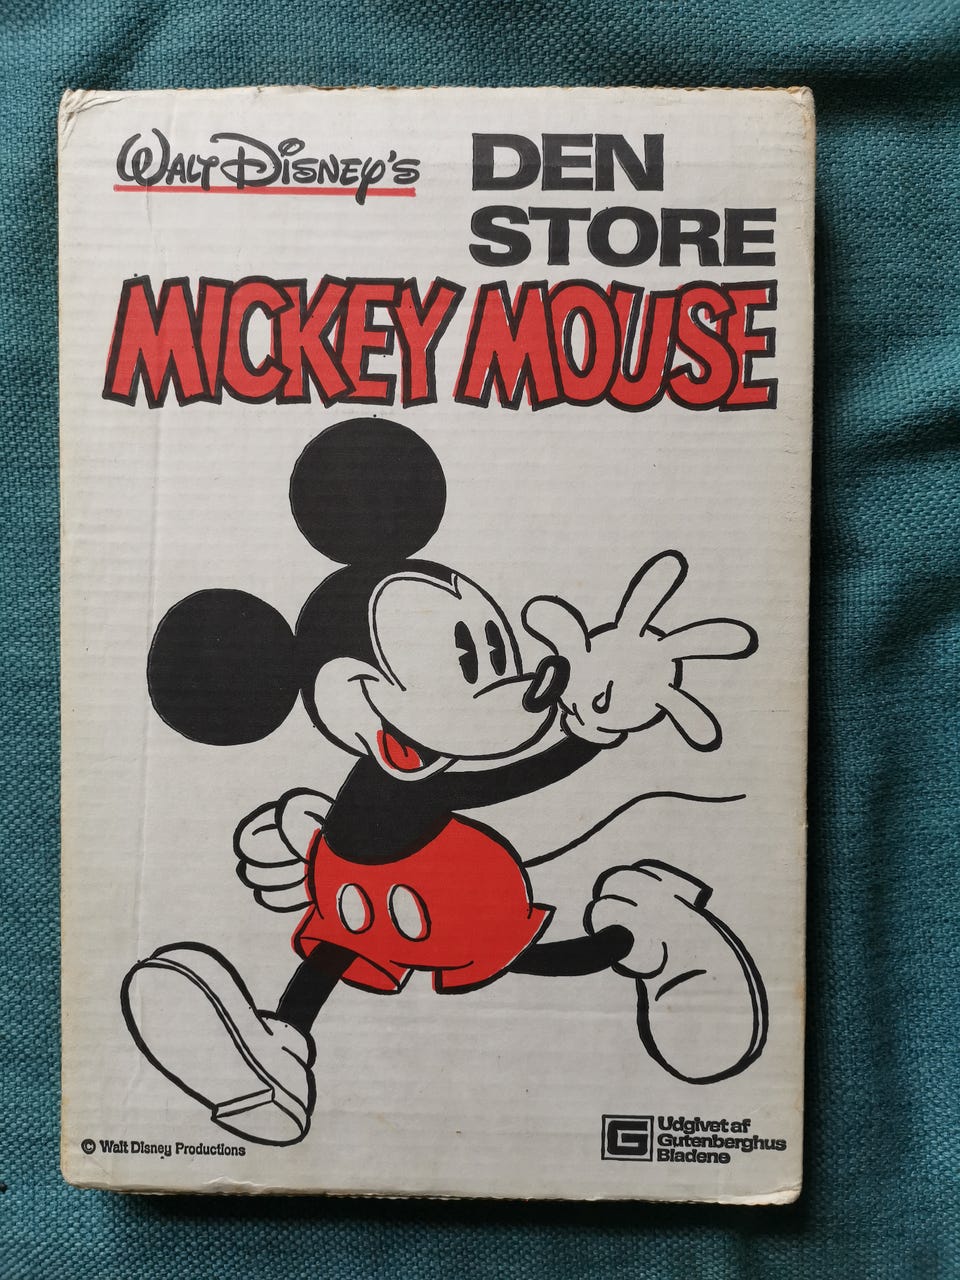 WALT DISNEY'S
DEN
STORE
MICKEY MOUSE
© Walt Disney Productions
G
Udgivet af
Gutenberghus
Bladene